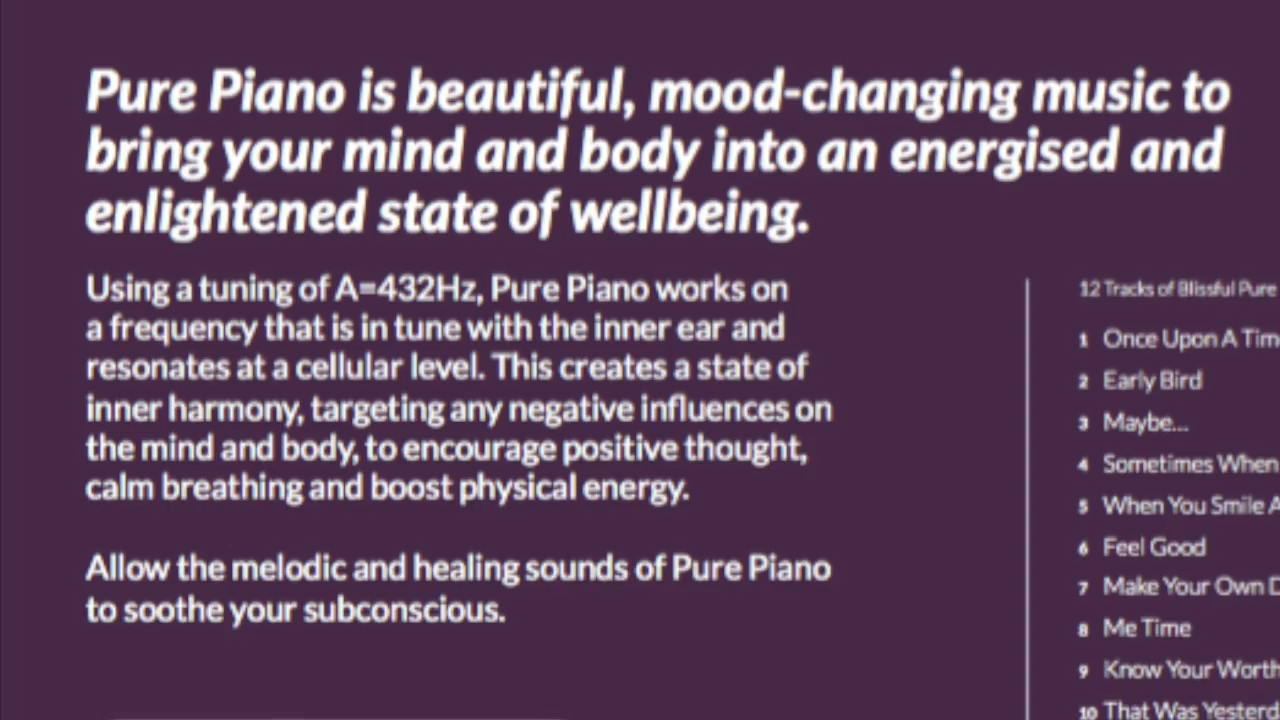 Pure Piano is beautiful, mood-changing music to
bring your mind and body into an energised and
enlightened state of wellbeing.
Using a tuning of A=432Hz, Pure Piano works on
a frequency that is in tune with the inner ear and
resonates at a cellular level. This creates a state of
inner harmony, targeting any negative influences on
the mind and body, to encourage positive thought,
calm breathing and boost physical energy.
Allow the melodic and healing sounds of Pure Piano
to soothe your subconscious.
12 Tracks of Blissful Pure
1 Once Upon A Tim
2 Early Bird
3 Maybe...
4 Sometimes When
5 When You Smile A
6 Feel Good
7 Make Your Own
8 Me Time
9 Know Your Worth
10 That Was Yesterd